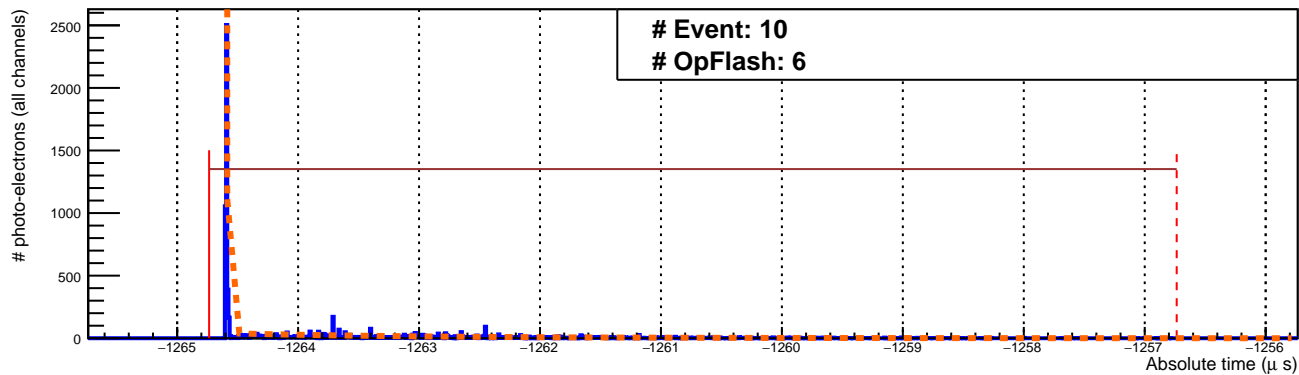 # Event: 10
# OpFlash: 6
# photo-electrons (all channels)
2500
2000
1500
1000
500
0
−1265 −1264 −1263 −1262 −1261 −1260 −1259 −1258 −1257 −1256
Absolute time (μ s)